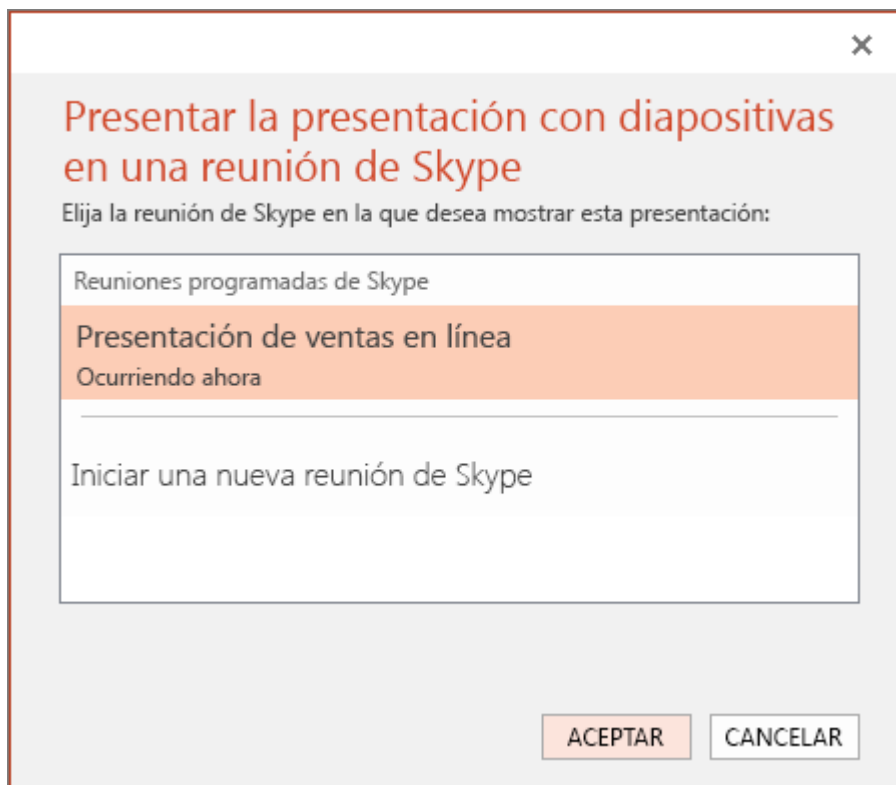 Presentar la presentación con diapositivas
en una reunión de Skype
Elija la reunión de Skype en la que desea mostrar esta presentación:
Reuniones programadas de Skype
Presentación de ventas en línea
Ocurriendo ahora
Iniciar una nueva reunión de Skype
ACEPTAR CANCELAR